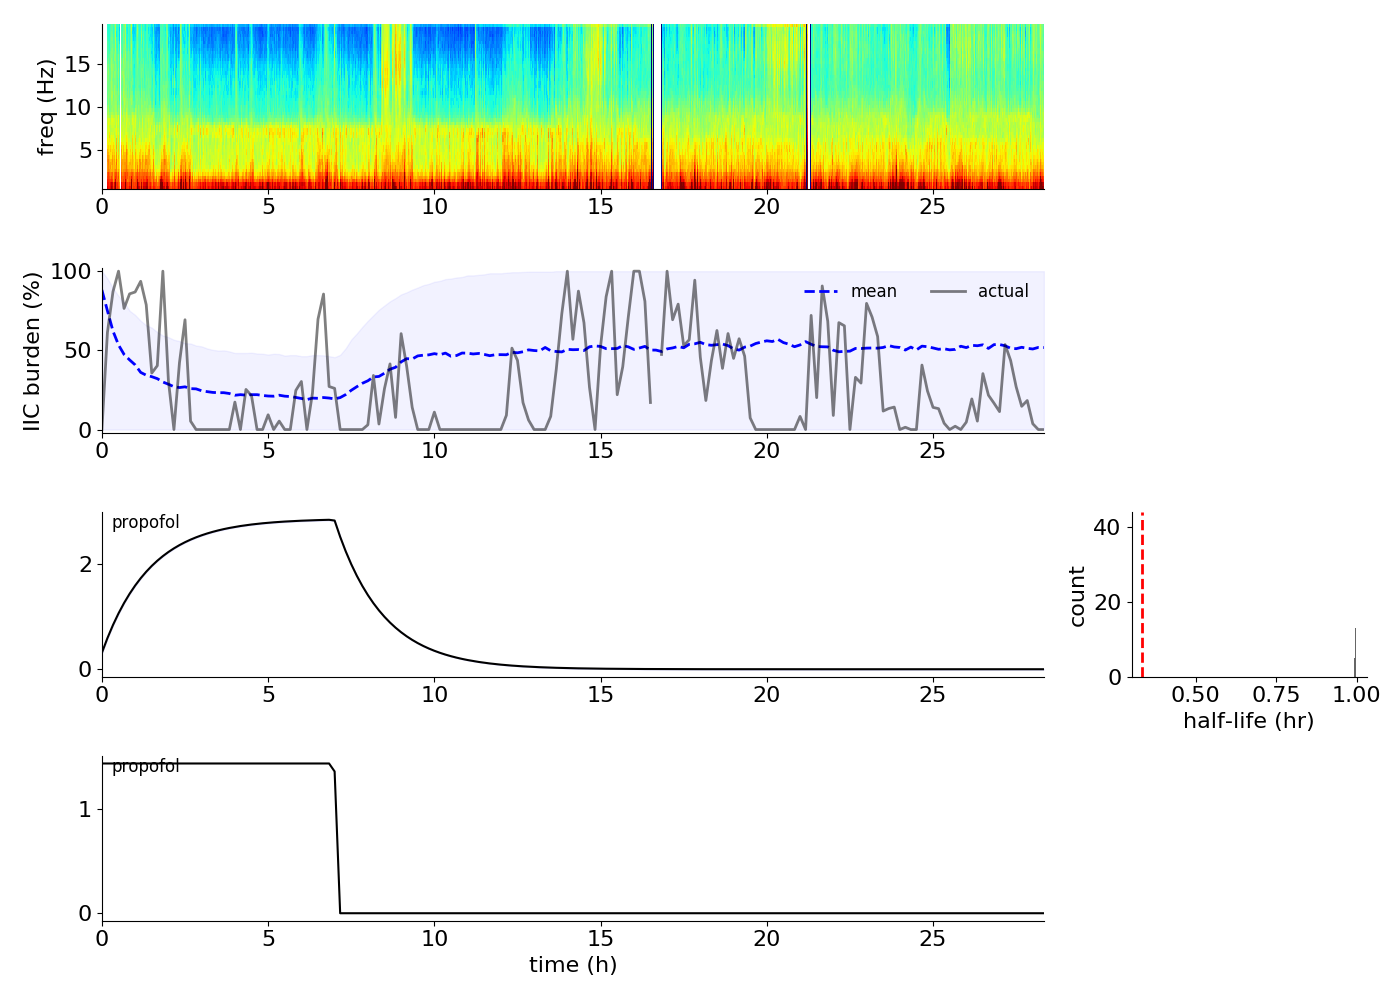 freq (Hz)
15
10
5
0 5 10 15 20 25
IIC burden (%)
100
50
0
mean actual
0 5 10 15 20 25
propofol
2
0
0 5 10 15 20 25
count
40
20
0
0.50 0.75 1.00
half-life (hr)
propofol
1
0
0 5 10 15 20 25
time (h)